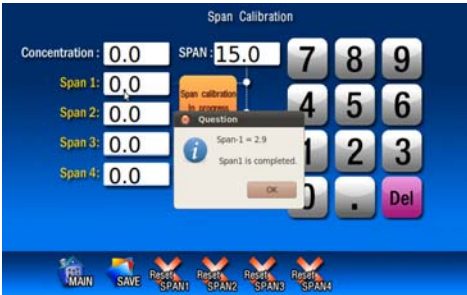 Span Calibration
Concentration : 0.0 SPAN : 15.0
Span 1: 0.0
Span calibration
In progress
Span 2: 0.0
Span 3: 0.0
Span 4: 0.0
Question
Span-1 = 2.9
Span1 is completed.
OK
7 8 9
4 5 6
1 2 3
0 . Del
MAIN SAVE Reset SPAN1 Reset SPAN2 Reset SPAN3 Reset SPAN4